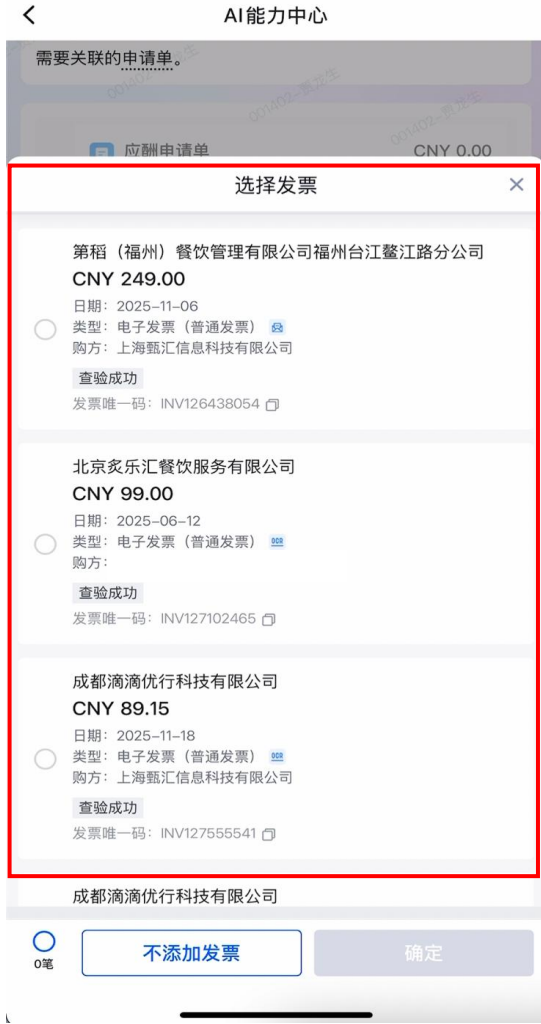 AI能力中心
需要关联的申请单。
应酬申请单
CNY 0.00
选择发票
第稻（福州）餐饮管理有限公司福州台江鳌江路分公司
CNY 249.00
日期：2025-11-06
类型：电子发票（普通发票）
购方：上海甄汇信息科技有限公司
查验成功
发票唯一码：INV126438054
北京炙乐汇餐饮服务有限公司
CNY 99.00
日期：2025-06-12
类型：电子发票（普通发票） OCR
购方：
查验成功
发票唯一码：INV127102465
成都滴滴优行科技有限公司
CNY 89.15
日期：2025-11-18
类型：电子发票（普通发票） OCR
购方：上海甄汇信息科技有限公司
查验成功
发票唯一码：INV127555541
成都滴滴优行科技有限公司
0笔
不添加发票
确定